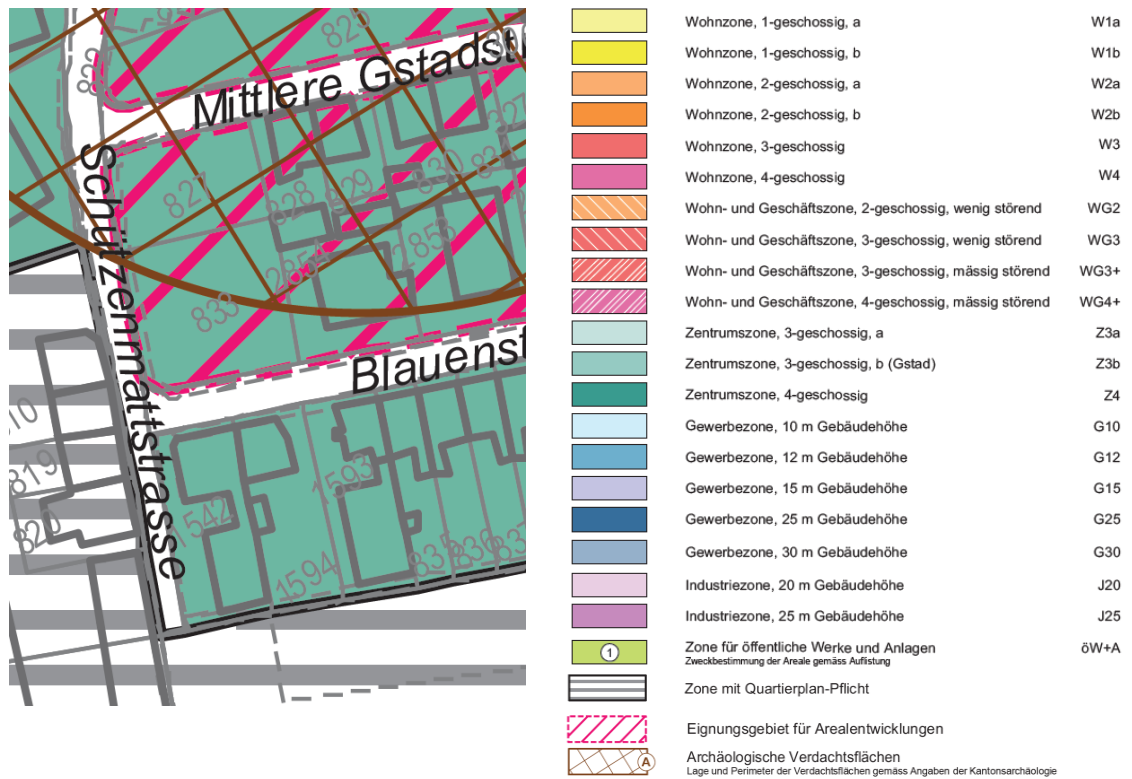 825
823
Mittlere Gstadst
827
828
829
830
Schützenmattstrasse
2854
2853
833
Blauenst
10
819
820
1542
1593
1594
835
836
837
Wohnzone, 1-geschossig, a W1a
Wohnzone, 1-geschossig, b W1b
Wohnzone, 2-geschossig, a W2a
Wohnzone, 2-geschossig, b W2b
Wohnzone, 3-geschossig W3
Wohnzone, 4-geschossig W4
Wohn- und Geschäftszone, 2-geschossig, wenig störend WG2
Wohn- und Geschäftszone, 3-geschossig, wenig störend WG3
Wohn- und Geschäftszone, 3-geschossig, mässig störend WG3+
Wohn- und Geschäftszone, 4-geschossig, mässig störend WG4+
Zentrumszone, 3-geschossig, a Z3a
Zentrumszone, 3-geschossig, b (Gstad) Z3b
Zentrumszone, 4-geschossig Z4
Gewerbezone, 10 m Gebäudehöhe G10
Gewerbezone, 12 m Gebäudehöhe G12
Gewerbezone, 15 m Gebäudehöhe G15
Gewerbezone, 25 m Gebäudehöhe G25
Gewerbezone, 30 m Gebäudehöhe G30
Industriezone, 20 m Gebäudehöhe J20
Industriezone, 25 m Gebäudehöhe J25
1 Zone für öffentliche Werke und Anlagen öW+A
Zweckbestimmung der Areale gemäss Auflistung
Zone mit Quartierplan-Pflicht
Eignungsgebiet für Arealentwicklungen
A Archäologische Verdachtsflächen
Lage und Perimeter der Verdachtsflächen gemäss Angaben der Kantonsarchäologie